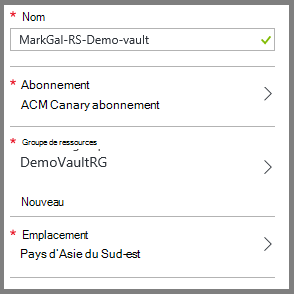 * Nom
MarkGal-RS-Demo-vault
* Abonnement
ACM Canary abonnement
* Groupe de ressources
DemoVaultRG
Nouveau
* Emplacement
Pays d'Asie du Sud-est